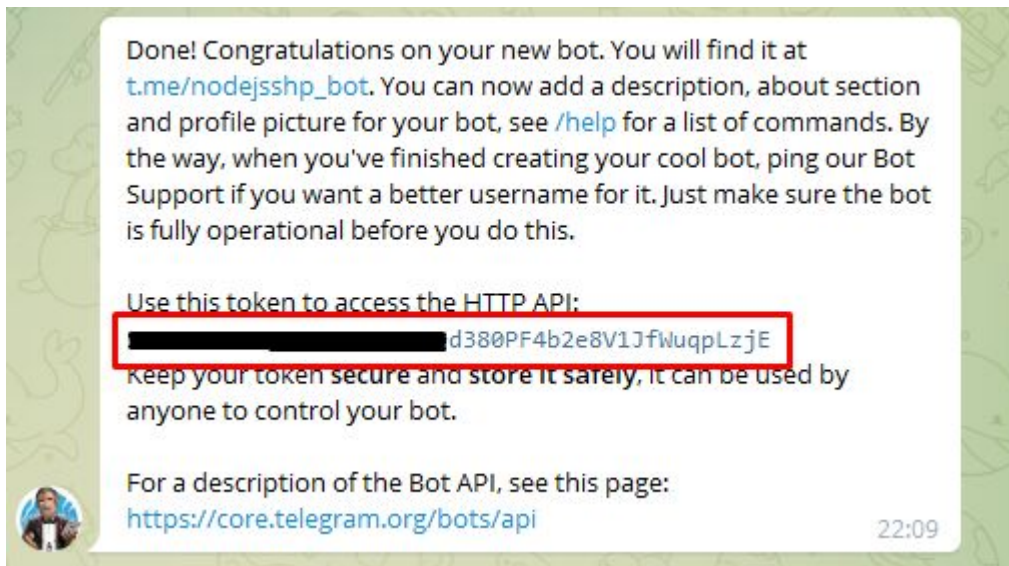 Done! Congratulations on your new bot. You will find it at
t.me/nodejsshp_bot. You can now add a description, about section
and profile picture for your bot, see /help for a list of commands. By
the way, when you've finished creating your cool bot, ping our Bot
Support if you want a better username for it. Just make sure the bot
is fully operational before you do this.
Use this token to access the HTTP API:
d380PF4b2e8V1JfWuqpLzjE
Keep your token secure and store it safely, it can be used by
anyone to control your bot.
For a description of the Bot API, see this page:
https://core.telegram.org/bots/api
22:09